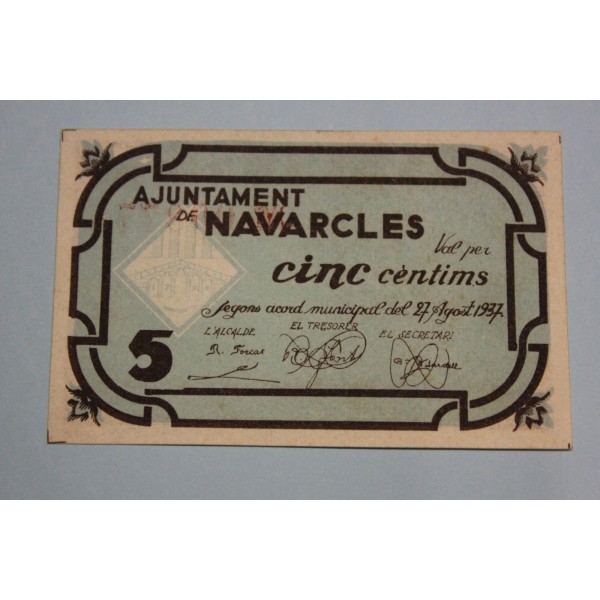 AJUNTAMENT
DE NAVARCLES
Val per
cinc cèntims
Segons acord municipal del 27 Agost 1937.
L'ALCALDE EL TRESORER EL SECRETARI
R. Torcas
5